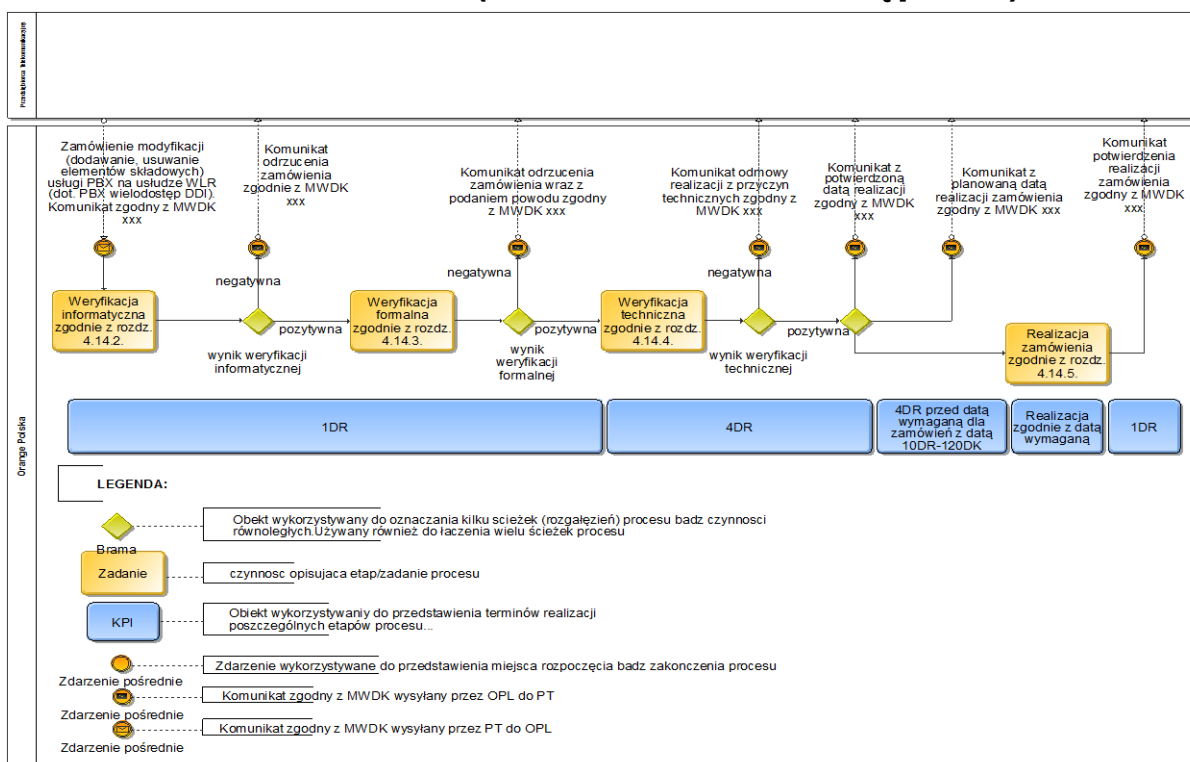 Przedsiębiorca Telekomunikacyjny
Orange Polska
Zamówienie modyfikacji
(dodawanie, usuwanie
elementów składowych)
usługi PBX na usłudze WLR
(dot. PBX wielodostęp DDI).
Komunikat zgodny z MWDK
xxx
Komunikat
odrzucenia
zamówienia
zgodnie z MWDK
xxx
Komunikat odrzucenia
zamówienia wraz z
podaniem powodu zgodny
z MWDK xxx
Komunikat odmowy
realizacji z przyczyn
technicznych zgodny z
MWDK xxx
Komunikat z
potwierdzoną
datą realizacji
zgodny z MWDK
xxx
Komunikat z
planowaną datą
realizacji zamówienia
zgodny z MWDK xxx
Komunikat
potwierdzenia
realizacji
zamówienia
zgodny z MWDK
xxx
negatywna
negatywna
negatywna
Weryfikacja
informatyczna
zgodnie z rozdz.
4.14.2.
pozytywna
wynik weryfikacji
informatycznej
Weryfikacja
formalna
zgodnie z rozdz.
4.14.3.
pozytywna
wynik
weryfikacji
formalnej
Weryfikacja
techniczna
zgodnie z rozdz.
4.14.4.
pozytywna
wynik weryfikacji
technicznej
Realizacja
zamówienia
zgodnie z rozdz.
4.14.5.
1DR
4DR
4DR przed datą
wymaganą dla
zamówień z datą
10DR-120DK
Realizacja
zgodnie z datą
wymaganą
1DR
LEGENDA:
Brama
Obekt wykorzystywany do oznaczania kilku scieżek (rozgałęzień) procesu badz czynnosci
równoległych.Używany również do łaczenia wielu ścieżek procesu
Zadanie
czynnosc opisujaca etap/zadanie procesu
KPI
Obiekt wykorzystywaniy do przedstawienia terminów realizacji
poszczególnych etapów procesu...
Zdarzenie wykorzystywane do przedstawienia miejsca rozpoczęcia badz zakonczenia procesu
Zdarzenie pośrednie
Komunikat zgodny z MWDK wysyłany przez OPL do PT
Zdarzenie pośrednie
Komunikat zgodny z MWDK wysyłany przez PT do OPL
Zdarzenie pośrednie